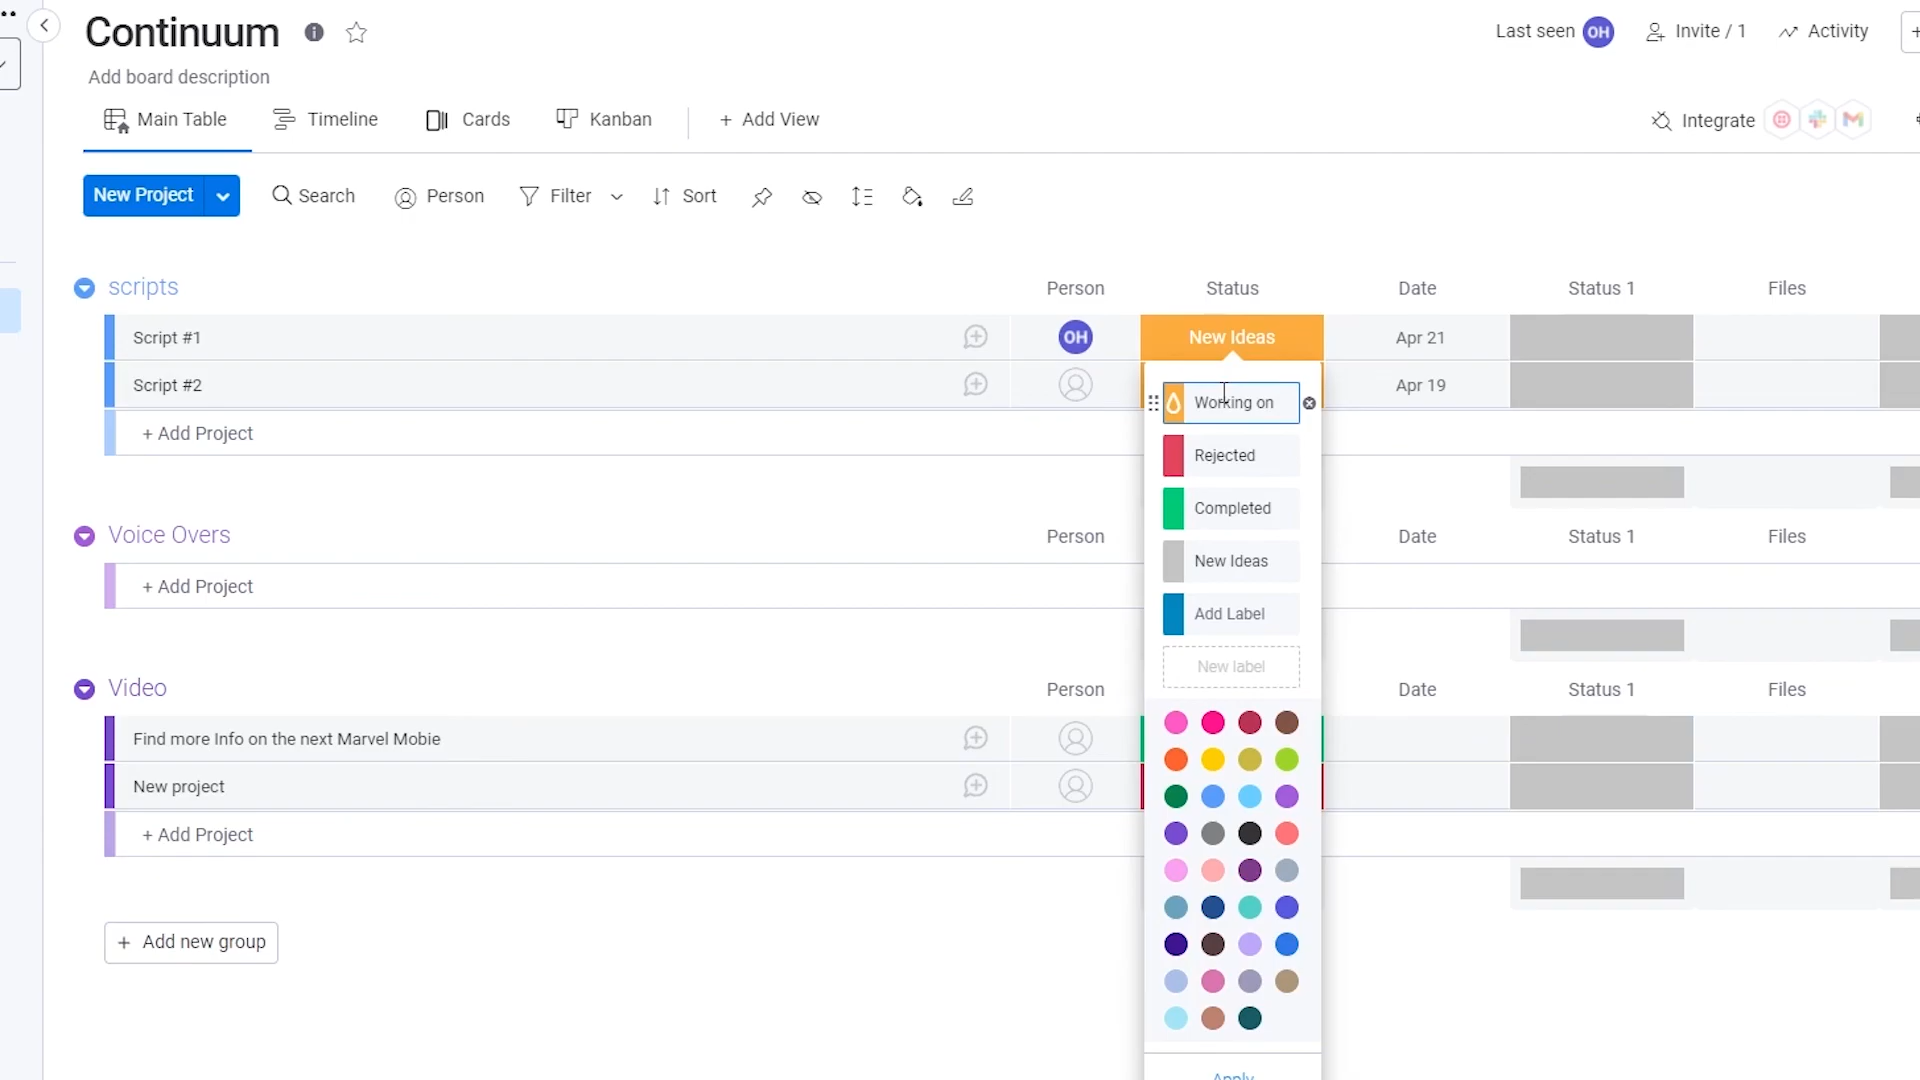 Continuum
Last seen OH Invite / 1 Activity
Add board description
Main Table Timeline Cards Kanban + Add View
Integrate
New Project Search Person Filter Sort
scripts Person Status Date Status 1 Files
Script #1 OH New Ideas Apr 21
Script #2 Apr 19
Working on
+ Add Project
Rejected
Completed
Voice Overs Person Date Status 1 Files
New Ideas
+ Add Project
Add Label
New label
Video Person Date Status 1 Files
Find more Info on the next Marvel Mobie
New project
+ Add Project
+ Add new group
Apply